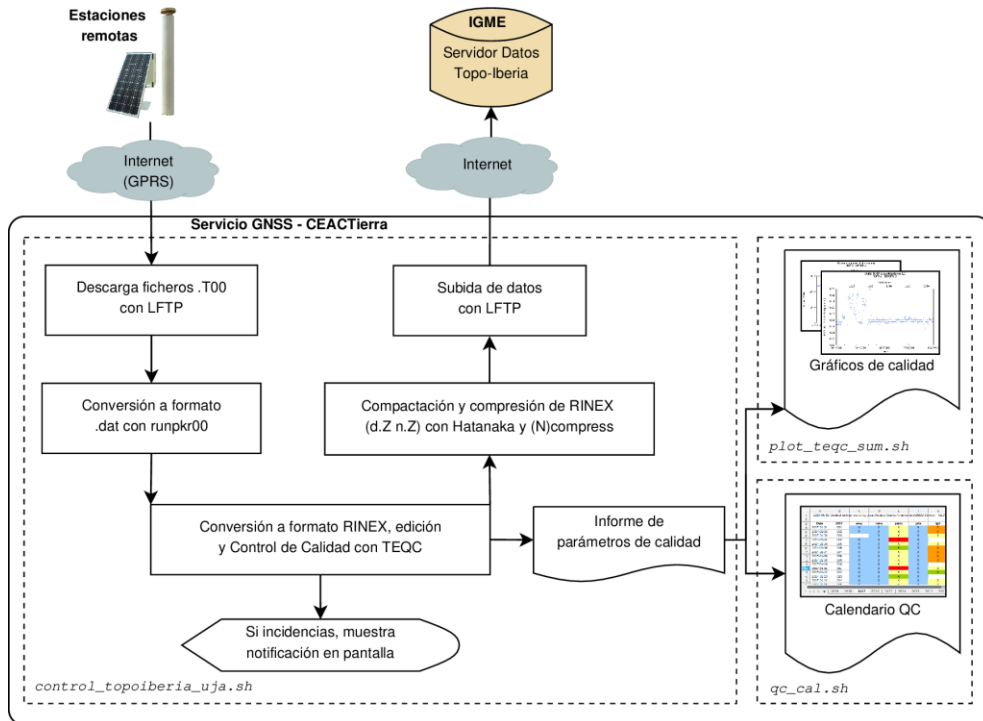 Estaciones
remotas
IGME
Servidor Datos
Topo-Iberia
Internet
(GPRS)
Internet
Servicio GNSS - CEACTierra
Descarga ficheros .T00
con LFTP
Subida de datos
con LFTP
Conversión a formato
.dat con runpkr00
Compactación y compresión de RINEX
(d.Z n.Z) con Hatanaka y (N)compress
Conversión a formato RINEX, edición
y Control de Calidad con TEQC
Informe de
parámetros de calidad
Si incidencias, muestra
notificación en pantalla
control_topoiberia_uja.sh
Gráficos de calidad
plot_teqc_sum.sh
Calendario QC
qc_cal.sh